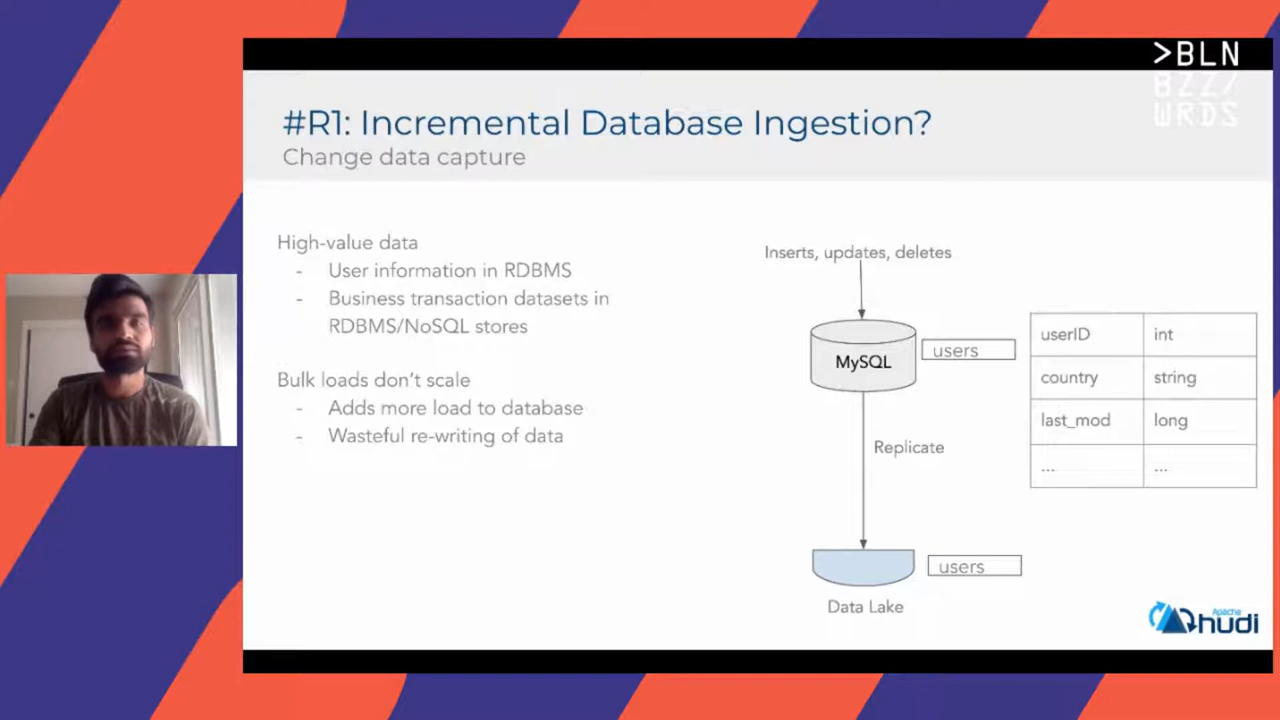 >BLN
BZZ/
WRDS
#R1: Incremental Database Ingestion?
Change data capture
High-value data
- User information in RDBMS
- Business transaction datasets in
RDBMS/NoSQL stores
Bulk loads don't scale
- Adds more load to database
- Wasteful re-writing of data
Inserts, updates, deletes
MySQL
users
userID int
country string
last_mod long
... ...
Replicate
users
Data Lake
Apache
hudi